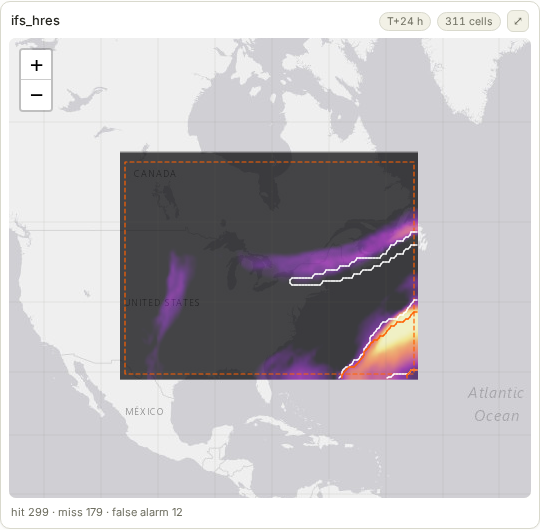 ifs_hres
T+24 h
311 cells
⤢
+
−
CANADA
UNITED STATES
MÉXICO
Atlantic
Ocean
hit 299 · miss 179 · false alarm 12